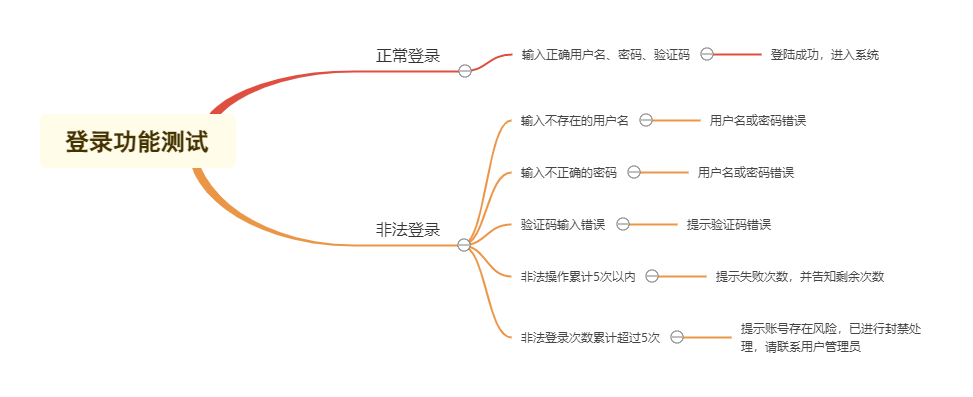 登录功能测试
正常登录
输入正确用户名、密码、验证码
登陆成功，进入系统
非法登录
输入不存在的用户名
用户名或密码错误
输入不正确的密码
用户名或密码错误
验证码输入错误
提示验证码错误
非法操作累计5次以内
提示失败次数，并告知剩余次数
非法登录次数累计超过5次
提示账号存在风险，已进行封禁处
理，请联系用户管理员